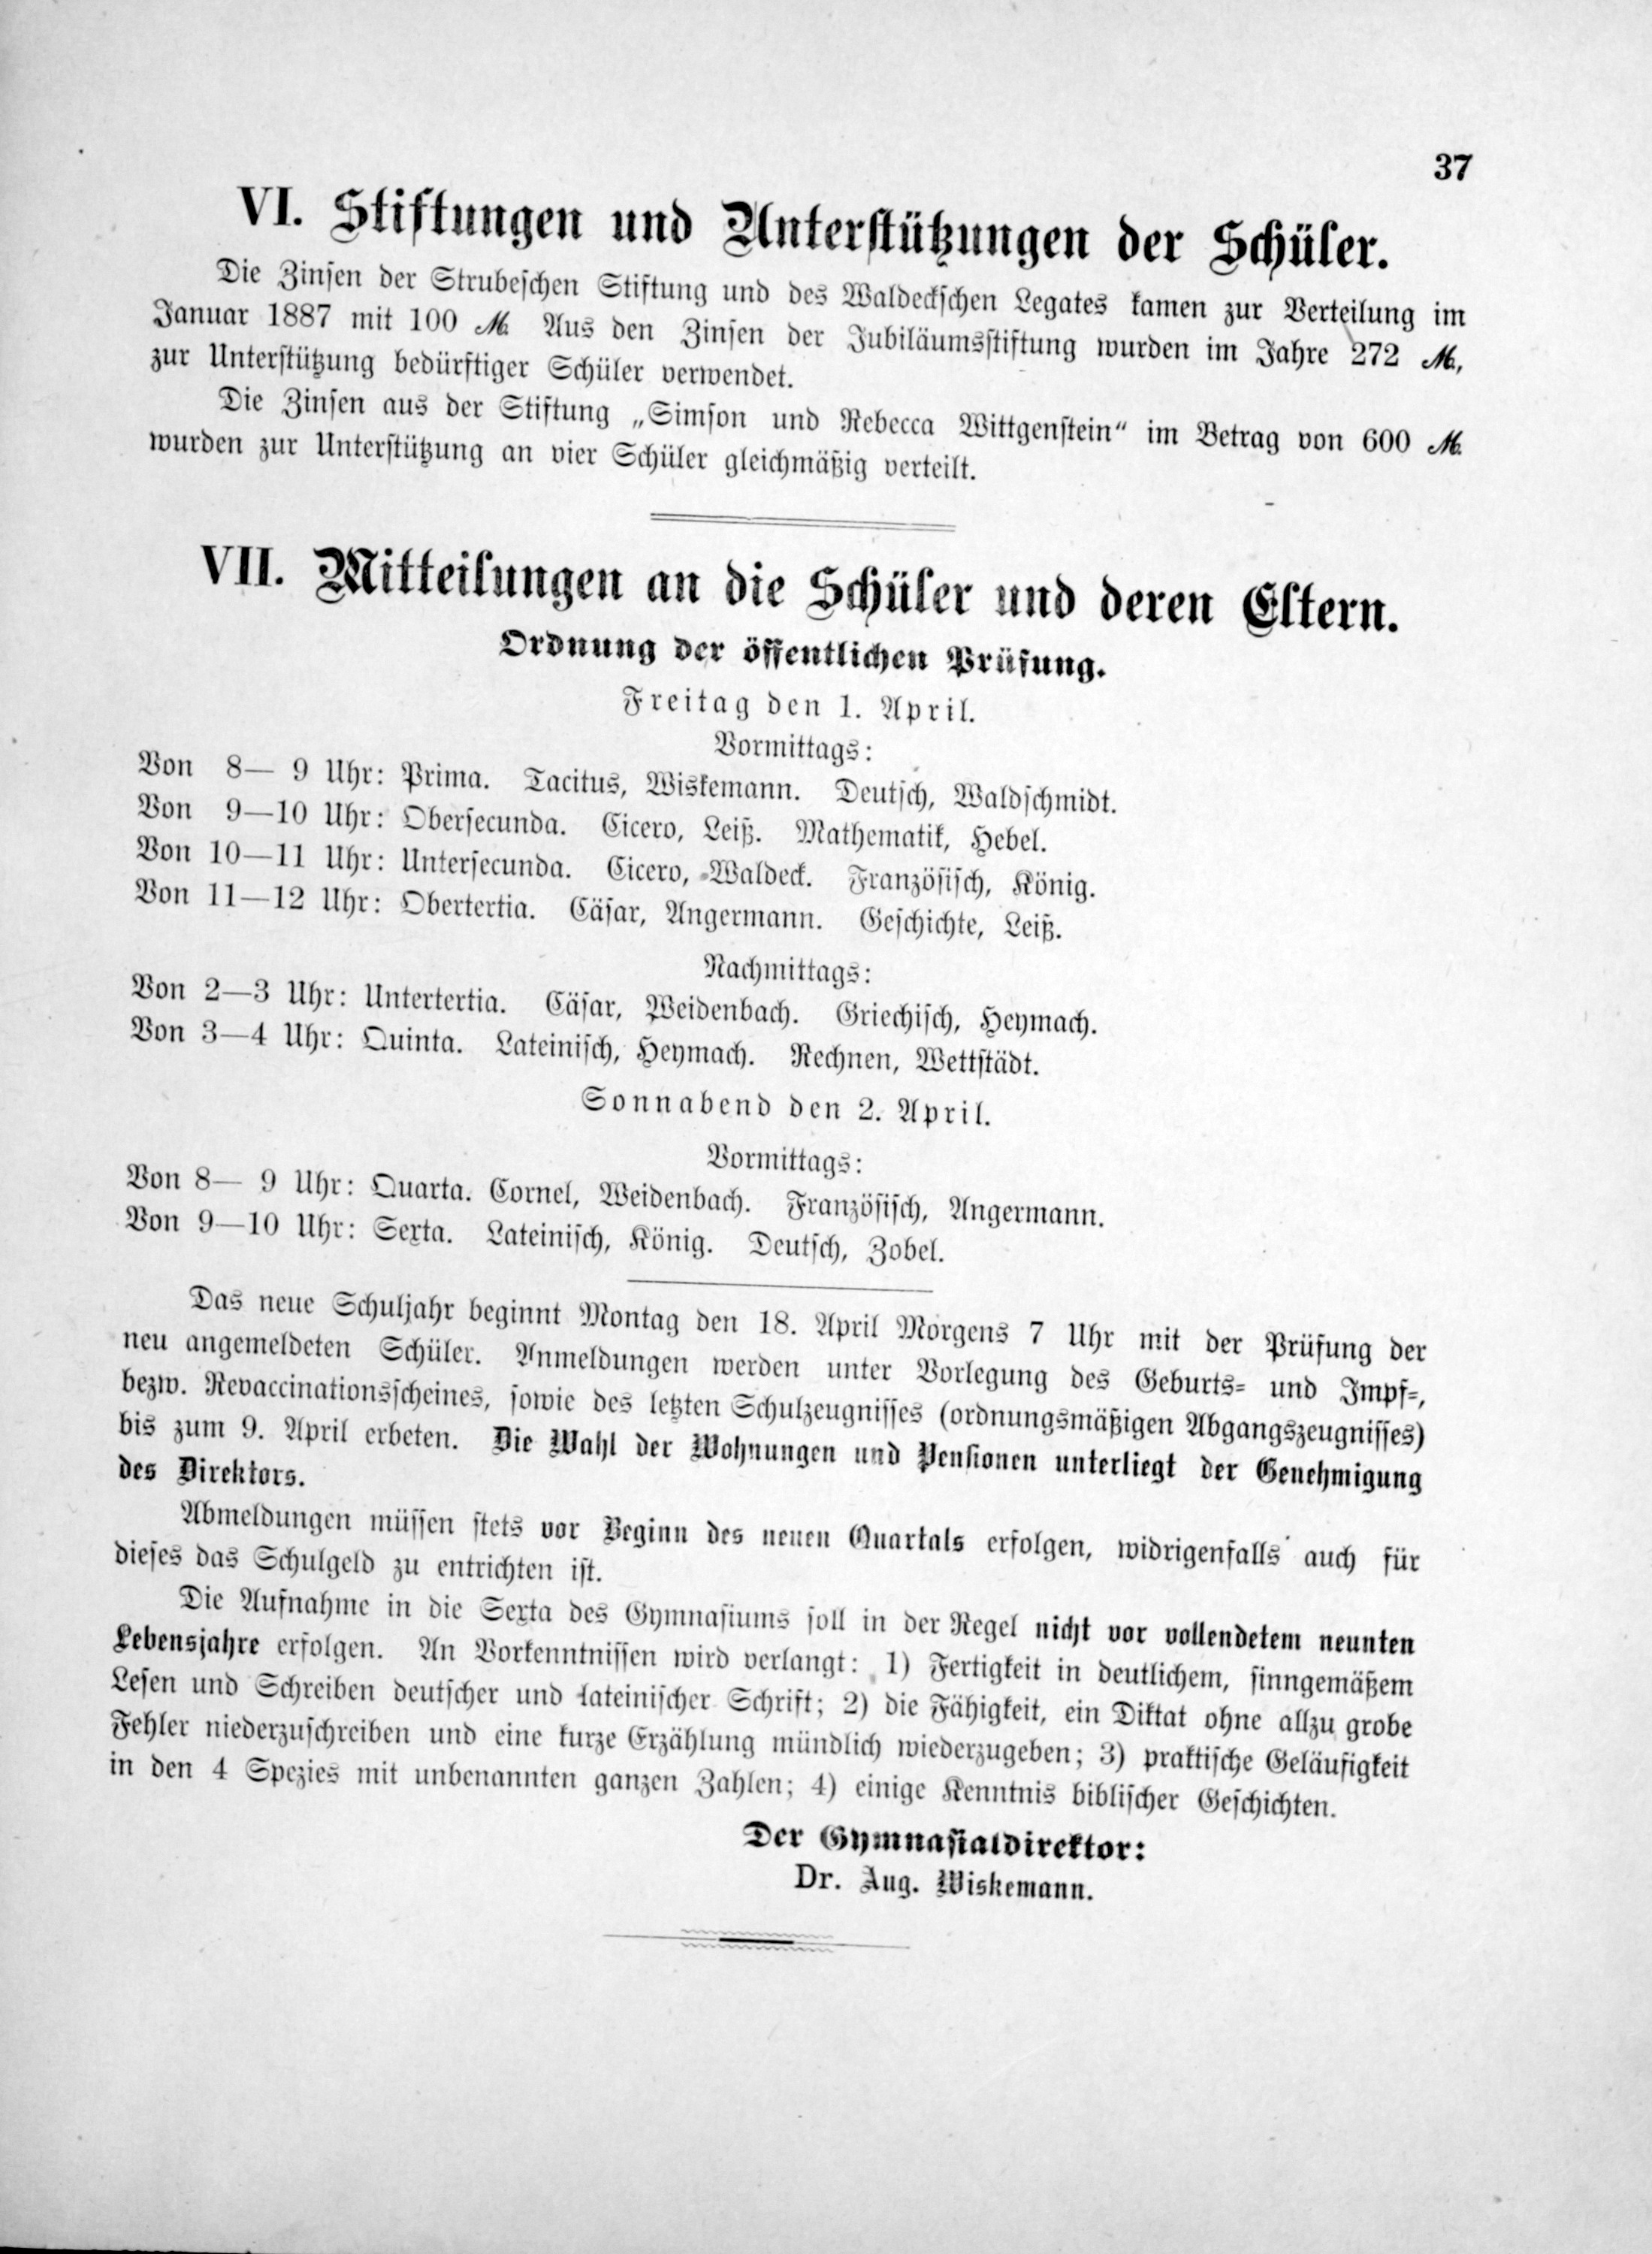 37
VI. Stiftungen und Unterstützungen der Schüler.
Die Zinsen der Strubeschen Stiftung und des Waldeckschen Legates kamen zur Verteilung im
Januar 1887 mit 100 M. Aus den Zinsen der Jubiläumsstiftung wurden im Jahre 272 M.,
zur Unterstützung bedürftiger Schüler verwendet.
Die Zinsen aus der Stiftung „Simson und Rebecca Wittgenstein“ im Betrag von 600 M.
wurden zur Unterstützung an vier Schüler gleichmäßig verteilt.
VII. Mitteilungen an die Schüler und deren Eltern.
Ordnung der öffentlichen Prüfung.
Freitag den 1. April.
Vormittags:
Von 8— 9 Uhr: Prima. Tacitus, Wiskemann. Deutsch, Waldschmidt.
Von 9—10 Uhr: Obersecunda. Cicero, Leiß. Mathematik, Hebel.
Von 10—11 Uhr: Untersecunda. Cicero, Waldeck. Französisch, König.
Von 11—12 Uhr: Obertertia. Cäsar, Angermann. Geschichte, Leiß.
Nachmittags:
Von 2—3 Uhr: Untertertia. Cäsar, Weidenbach. Griechisch, Heymach.
Von 3—4 Uhr: Quinta. Lateinisch, Heymach. Rechnen, Wettstädt.
Sonnabend den 2. April.
Vormittags:
Von 8— 9 Uhr: Quarta. Cornel, Weidenbach. Französisch, Angermann.
Von 9—10 Uhr: Sexta. Lateinisch, König. Deutsch, Zobel.
Das neue Schuljahr beginnt Montag den 18. April Morgens 7 Uhr mit der Prüfung der
neu angemeldeten Schüler. Anmeldungen werden unter Vorlegung des Geburts- und Impf-,
bezw. Revaccinationsscheines, sowie des letzten Schulzeugnisses (ordnungsmäßigen Abgangszeugnisses)
bis zum 9. April erbeten. Die Wahl der Wohnungen und Pensionen unterliegt der Genehmigung
des Direktors.
Abmeldungen müssen stets vor Beginn des neuen Quartals erfolgen, widrigenfalls auch für
dieses das Schulgeld zu entrichten ist.
Die Aufnahme in die Sexta des Gymnasiums soll in der Regel nicht vor vollendetem neunten
Lebensjahre erfolgen. An Vorkenntnissen wird verlangt: 1) Fertigkeit in deutlichem, sinngemäßem
Lesen und Schreiben deutscher und lateinischer Schrift; 2) die Fähigkeit, ein Diktat ohne allzu grobe
Fehler niederzuschreiben und eine kurze Erzählung mündlich wiederzugeben; 3) praktische Geläufigkeit
in den 4 Spezies mit unbenannten ganzen Zahlen; 4) einige Kenntnis biblischer Geschichten.
Der Gymnasialdirektor:
Dr. Aug. Wiskemann.